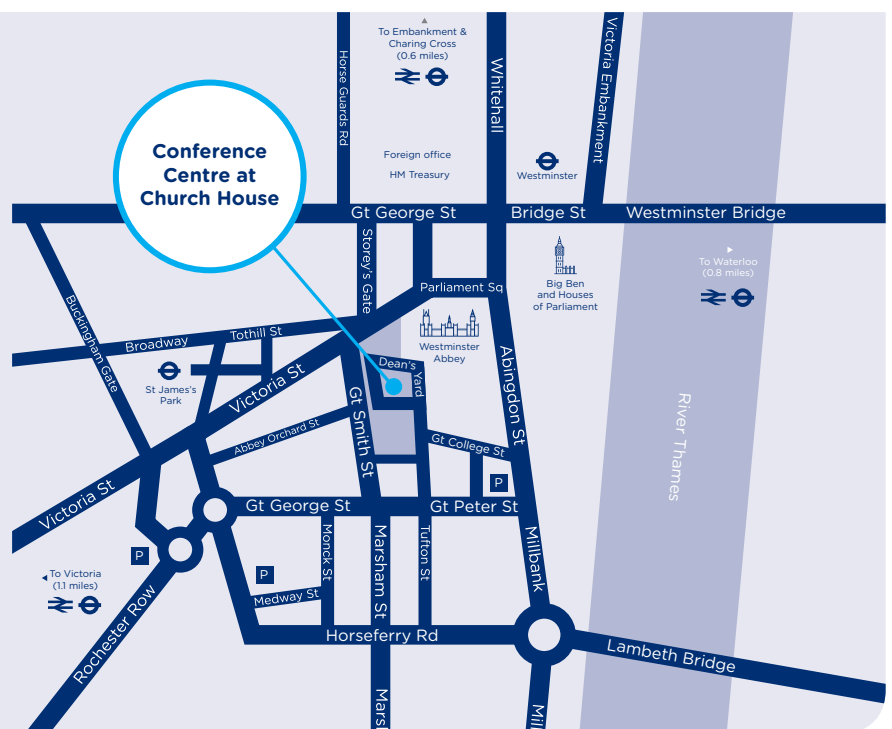 To Embankment &
Charing Cross
(0.6 miles)
Horse Guards Rd
Whitehall
Victoria Embankment
Conference
Centre at
Church House
Foreign office
HM Treasury
Westminster
Gt George St
Bridge St
Westminster Bridge
Storey's Gate
To Waterloo
(0.8 miles)
Big Ben
and Houses
of Parliament
Parliament Sq
Buckingham Gate
Broadway
Tothill St
Westminster
Abbey
St James's
Park
Victoria St
Dean's
Yard
Abingdon St
Gt Smith St
Abbey Orchard St
Gt College St
River Thames
P
Victoria St
Gt George St
Gt Peter St
P
P
Monck St
Marsham St
Tufton St
Millbank
To Victoria
(1.1 miles)
Medway St
Rochester Row
Horseferry Rd
Lambeth Bridge
Mars
Mill